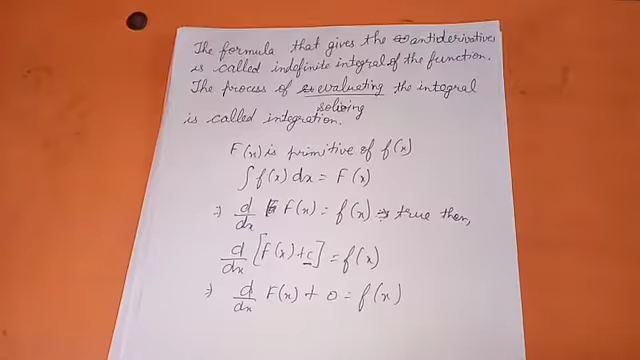 The formula that gives the antiderivatives
is called indefinite integral of the function.
The process of evaluating the integral
solving
is called integration.
F(x) is primitive of f(x)
∫ f(x) dx = F(x)
⇒ d/dx F(x) = f(x) → true then,
d/dx [F(x) + c] = f(x)
⇒ d/dx F(x) + 0 = f(x)